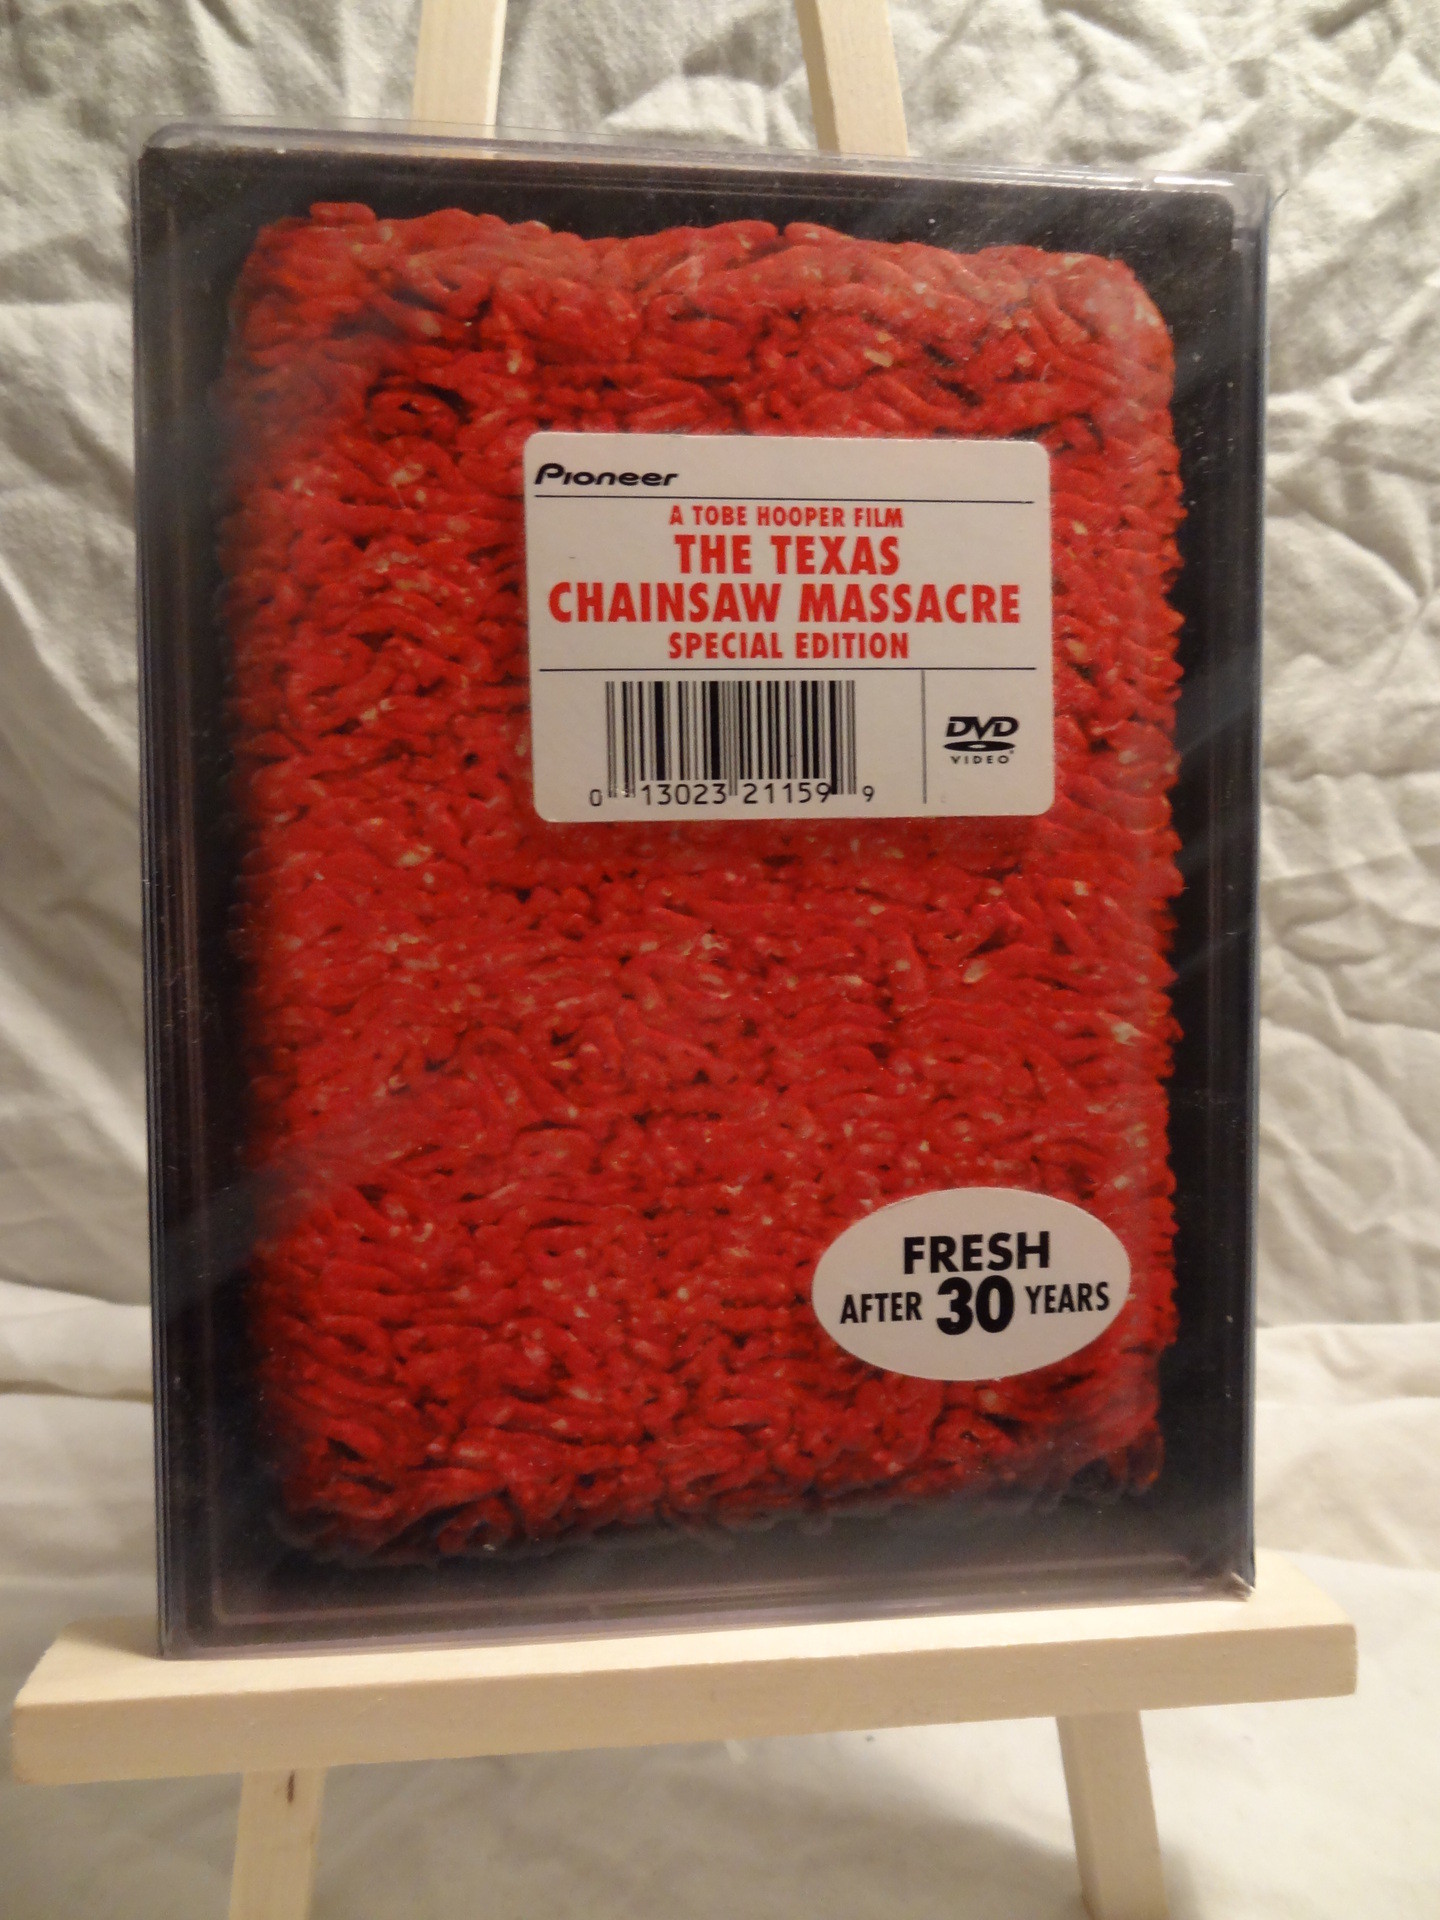 Pioneer
A TOBE HOOPER FILM
THE TEXAS
CHAINSAW MASSACRE
SPECIAL EDITION
0 13023 21159 9
DVD
VIDEO
FRESH
AFTER 30 YEARS